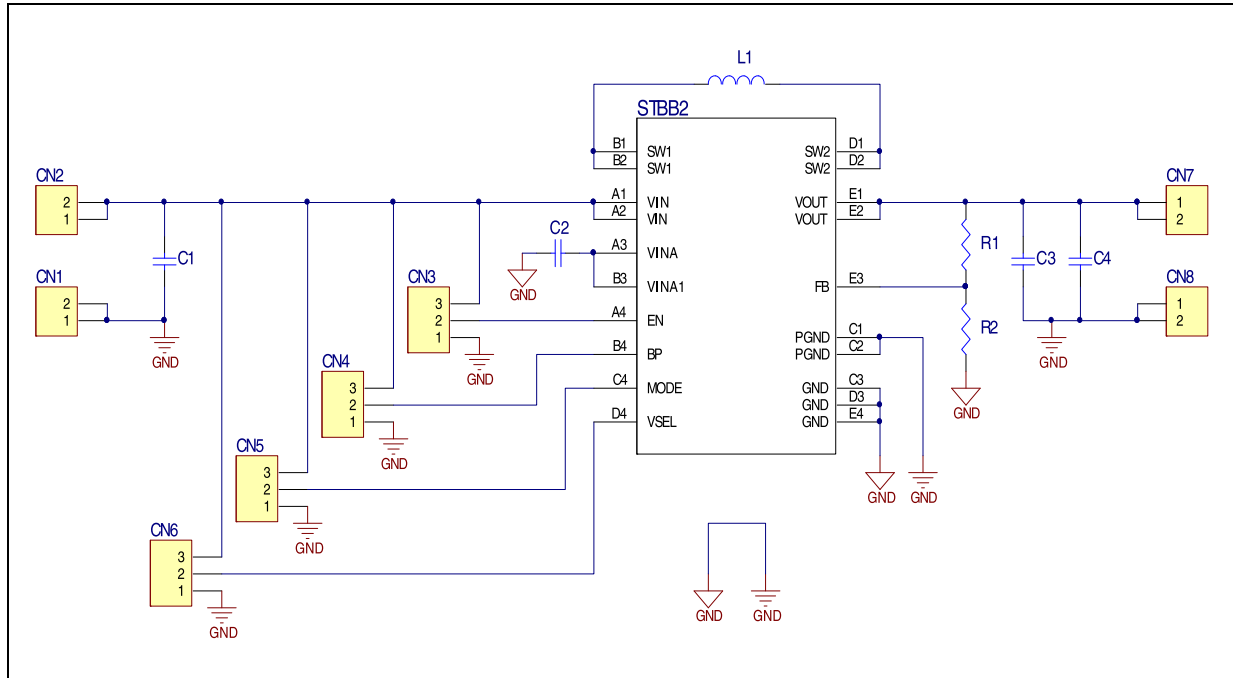 L1
STBB2
B1 SW1 SW2 D1
B2 SW1 SW2 D2
CN2
2
1
A1 VIN VOUT E1
A2 VIN VOUT E2
CN7
1
2
C2
A3 VINA
GND
R1
C1
C3
C4
CN1
2
1
GND
CN3
3
2
1
GND
B3 VINA1 FB E3
CN8
1
2
GND
A4 EN
R2
GND
B4 BP PGND C1
PGND C2
CN4
3
2
1
GND
C4 MODE GND C3
GND D3
D4 VSEL GND E4
CN5
3
2
1
GND
GND
GND
CN6
3
2
1
GND
GND
GND